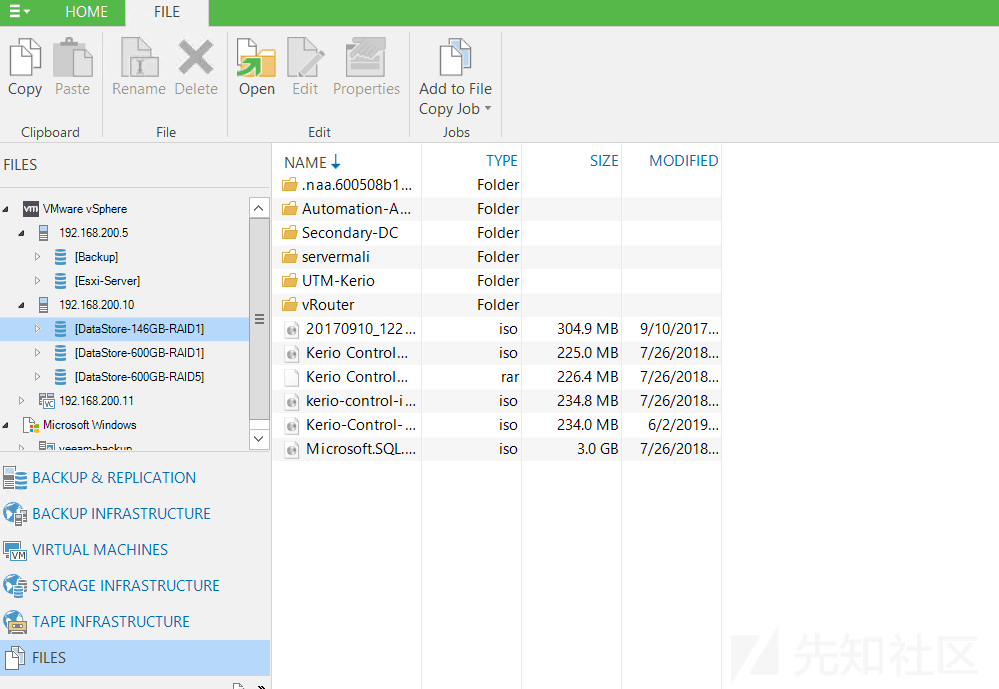 HOME FILE
Copy Paste Rename Delete Open Edit Properties Add to File
Copy Job
Clipboard File Edit Jobs
FILES
VMware vSphere
192.168.200.5
[Backup]
[Esxi-Server]
192.168.200.10
[DataStore-146GB-RAID1]
[DataStore-600GB-RAID1]
[DataStore-600GB-RAID5]
192.168.200.11
Microsoft Windows
veeam-backup
BACKUP & REPLICATION
BACKUP INFRASTRUCTURE
VIRTUAL MACHINES
STORAGE INFRASTRUCTURE
TAPE INFRASTRUCTURE
FILES
NAME TYPE SIZE MODIFIED
.naa.600508b1... Folder
Automation-A... Folder
Secondary-DC Folder
servermali Folder
UTM-Kerio Folder
vRouter Folder
20170910_122... iso 304.9 MB 9/10/2017...
Kerio Control... iso 225.0 MB 7/26/2018...
Kerio Control... rar 226.4 MB 7/26/2018...
kerio-control-i... iso 234.8 MB 7/26/2018...
Kerio-Control-... iso 234.0 MB 6/2/2019...
Microsoft.SQL.... iso 3.0 GB 7/26/2018...
先知社区